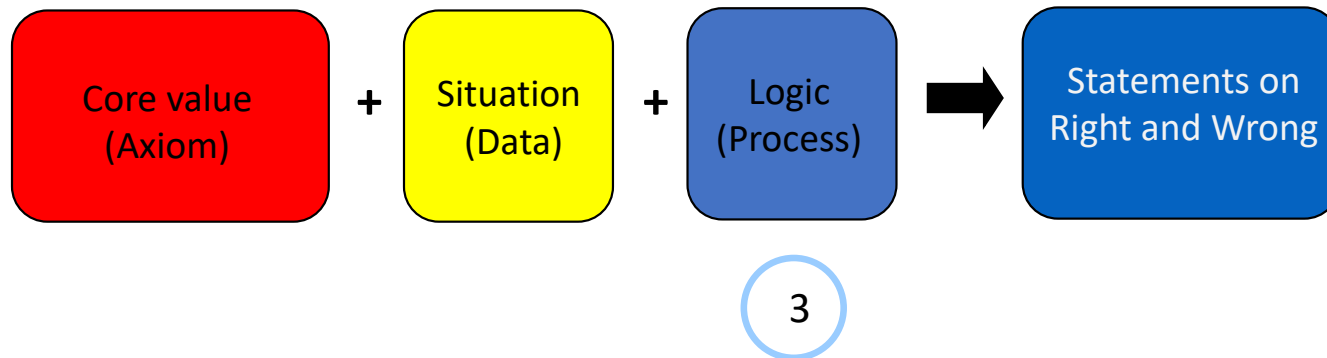 Core value
(Axiom)
+
Situation
(Data)
+
Logic
(Process)
Statements on
Right and Wrong
3